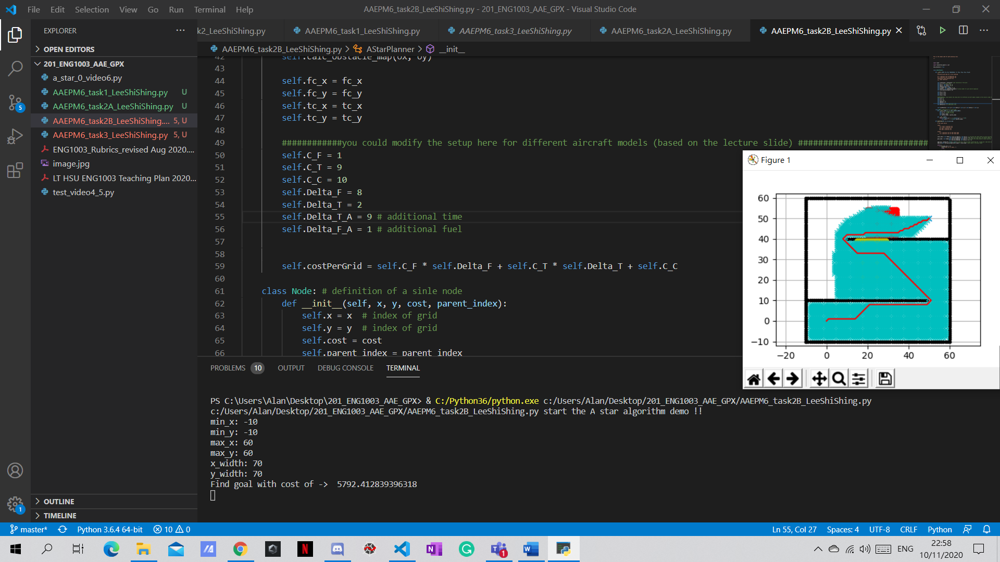 File Edit Selection View Go Run Terminal Help
AAEPM6_task2B_LeeShiShing.py - 201_ENG1003_AAE_GPX - Visual Studio Code
EXPLORER
k2_LeeShiShing.py AAEPM6_task1_LeeShiShing.py AAEPM6_task3_LeeShiShing.py AAEPM6_task2A_LeeShiShing.py AAEPM6_task2B_LeeShiShing.py
OPEN EDITORS
AAEPM6_task2B_LeeShiShing.py > AStarPlanner > __init__
201_ENG1003_AAE_GPX
a_star_0_video6.py
AAEPM6_task1_LeeShiShing.py U
AAEPM6_task2A_LeeShiShing.py U
AAEPM6_task2B_LeeShiShing.... 5, U
AAEPM6_task3_LeeShiShing.py 5, U
ENG1003_Rubrics_revised Aug 2020....
image.jpg
LT HSU ENG1003 Teaching Plan 2020...
test_video4_5.py
OUTLINE
TIMELINE
42 self.calc_obstacle_map(ox, oy)
43
44 self.fc_x = fc_x
45 self.fc_y = fc_y
46 self.tc_x = tc_x
47 self.tc_y = tc_y
48
49 ############you could modify the setup here for different aircraft models (based on the lecture slide) ##########################
50 self.C_F = 1
51 self.C_T = 9
52 self.C_C = 10
53 self.Delta_F = 8
54 self.Delta_T = 2
55 self.Delta_T_A = 9 # additional time
56 self.Delta_F_A = 1 # additional fuel
57
58
59 self.costPerGrid = self.C_F * self.Delta_F + self.C_T * self.Delta_T + self.C_C
60
61 class Node: # definition of a sinle node
62 def __init__(self, x, y, cost, parent_index):
63 self.x = x # index of grid
64 self.y = y # index of grid
65 self.cost = cost
66 self.parent_index = parent_index
Figure 1
60
50
40
30
20
10
0
−10
−20 0 20 40 60
PROBLEMS 10 OUTPUT DEBUG CONSOLE TERMINAL
PS C:\Users\Alan\Desktop\201_ENG1003_AAE_GPX> & C:/Python36/python.exe c:/Users/Alan/Desktop/201_ENG1003_AAE_GPX/AAEPM6_task2B_LeeShiShing.py
c:/Users/Alan/Desktop/201_ENG1003_AAE_GPX/AAEPM6_task2B_LeeShiShing.py start the A star algorithm demo !!
min_x: -10
min_y: -10
max_x: 60
max_y: 60
x_width: 70
y_width: 70
Find goal with cost of -> 5792.412839396318
5
1
master* Python 3.6.4 64-bit 10 0 Ln 55, Col 27 Spaces: 4 UTF-8 CRLF Python
1
ENG
22:58
10/11/2020